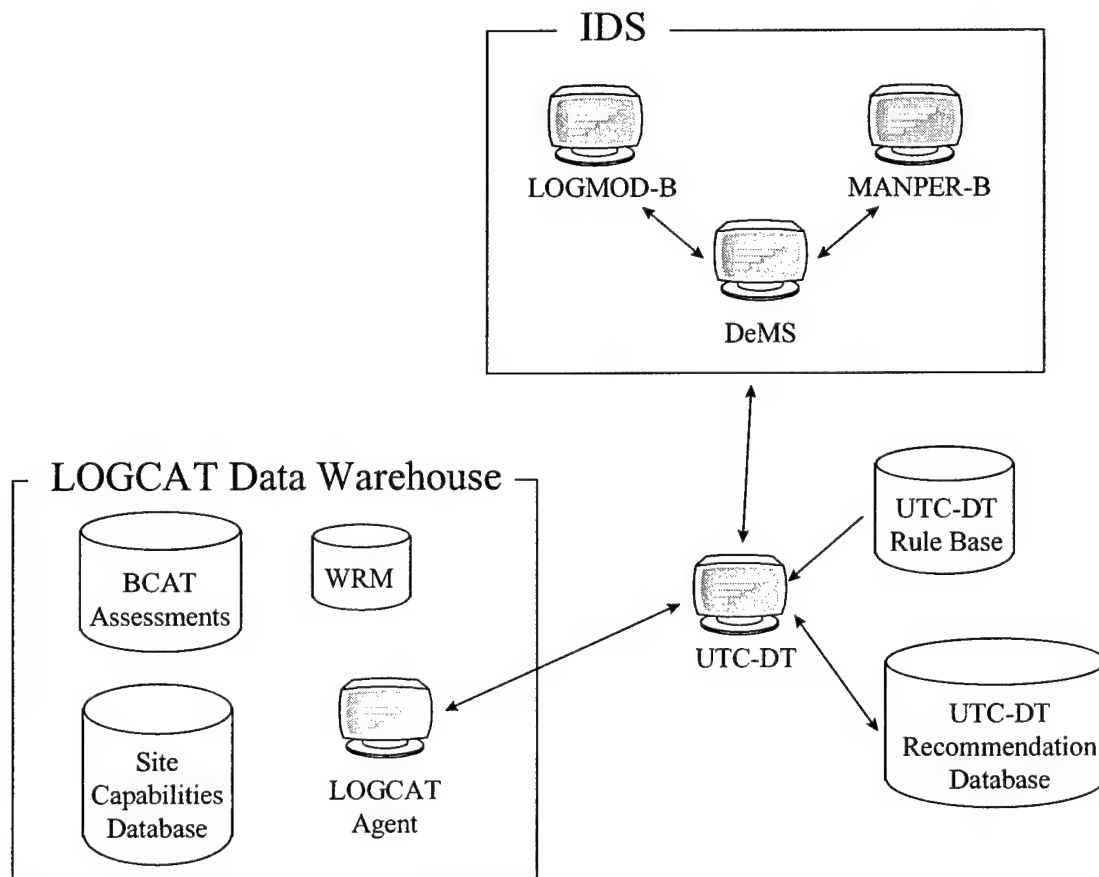 IDS
LOGMOD-B
MANPER-B
DeMS
LOGCAT Data Warehouse
BCAT
Assessments
WRM
Site
Capabilities
Database
LOGCAT
Agent
UTC-DT
UTC-DT
Rule Base
UTC-DT
Recommendation
Database